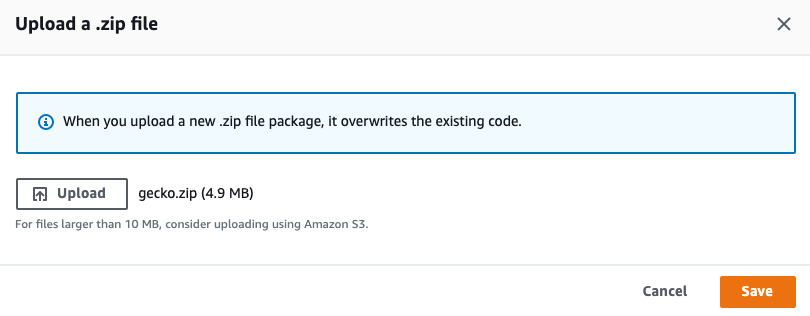 Upload a .zip file
When you upload a new .zip file package, it overwrites the existing code.
Upload gecko.zip (4.9 MB)
For files larger than 10 MB, consider uploading using Amazon S3.
Cancel Save